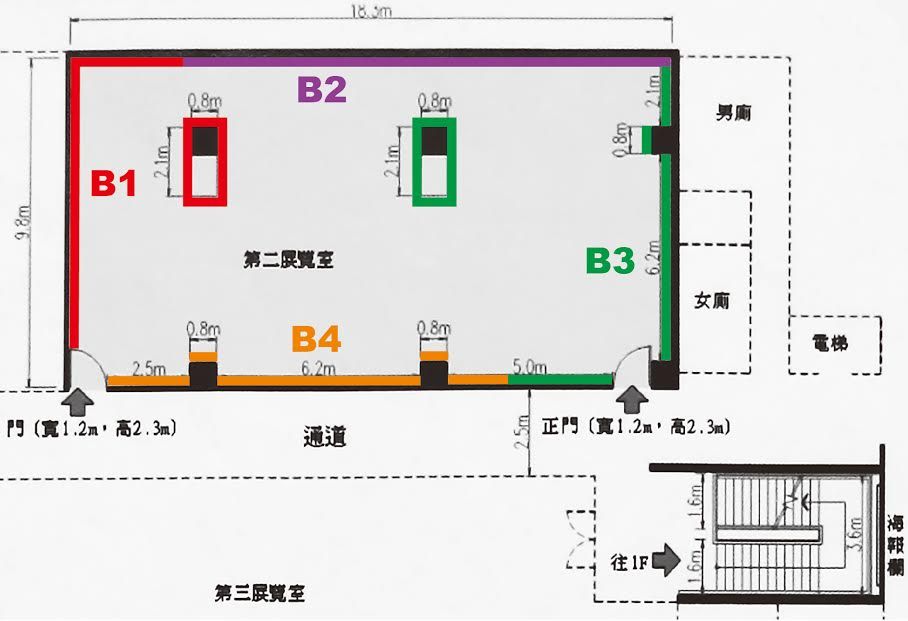 18.3m
B2
0.8m
0.8m
2.1m
男廁
0.8m
2.1m
2.1m
B1
9.8m
第二展覽室
B3
6.2m
女廁
0.8m
B4
0.8m
電梯
2.5m
6.2m
5.0m
門(寬1.2m,高2.3m)
通道
2.5m
正門(寬1.2m,高2.3m)
1.6m
3.6m
海報欄
往1F
1.6m
第三展覽室